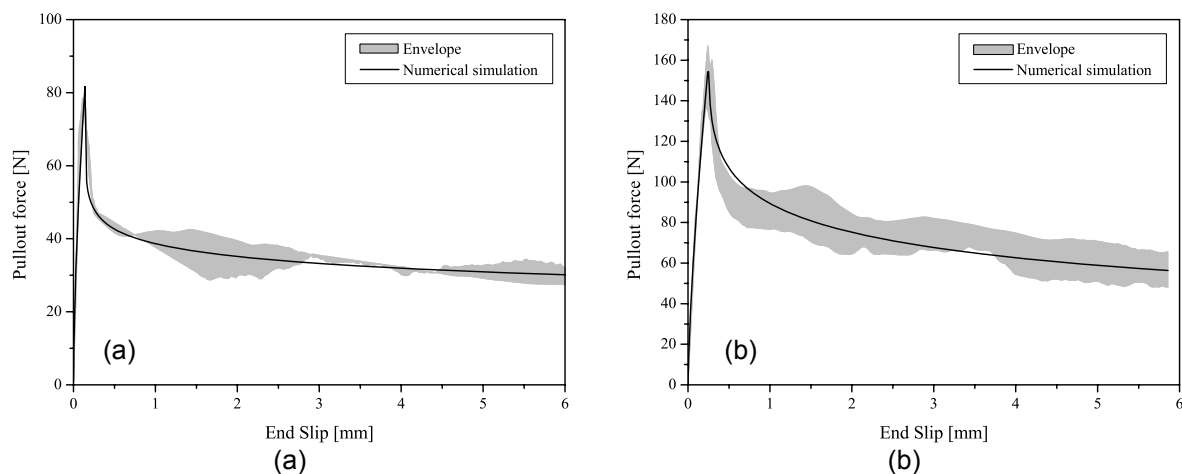 100
80
60
40
20
0
Pullout force [N]
Envelope
Numerical simulation
(a)
0 1 2 3 4 5 6
End Slip [mm]
(a)
180
160
140
120
100
80
60
40
20
0
Pullout force [N]
Envelope
Numerical simulation
(b)
0 1 2 3 4 5 6
End Slip [mm]
(b)